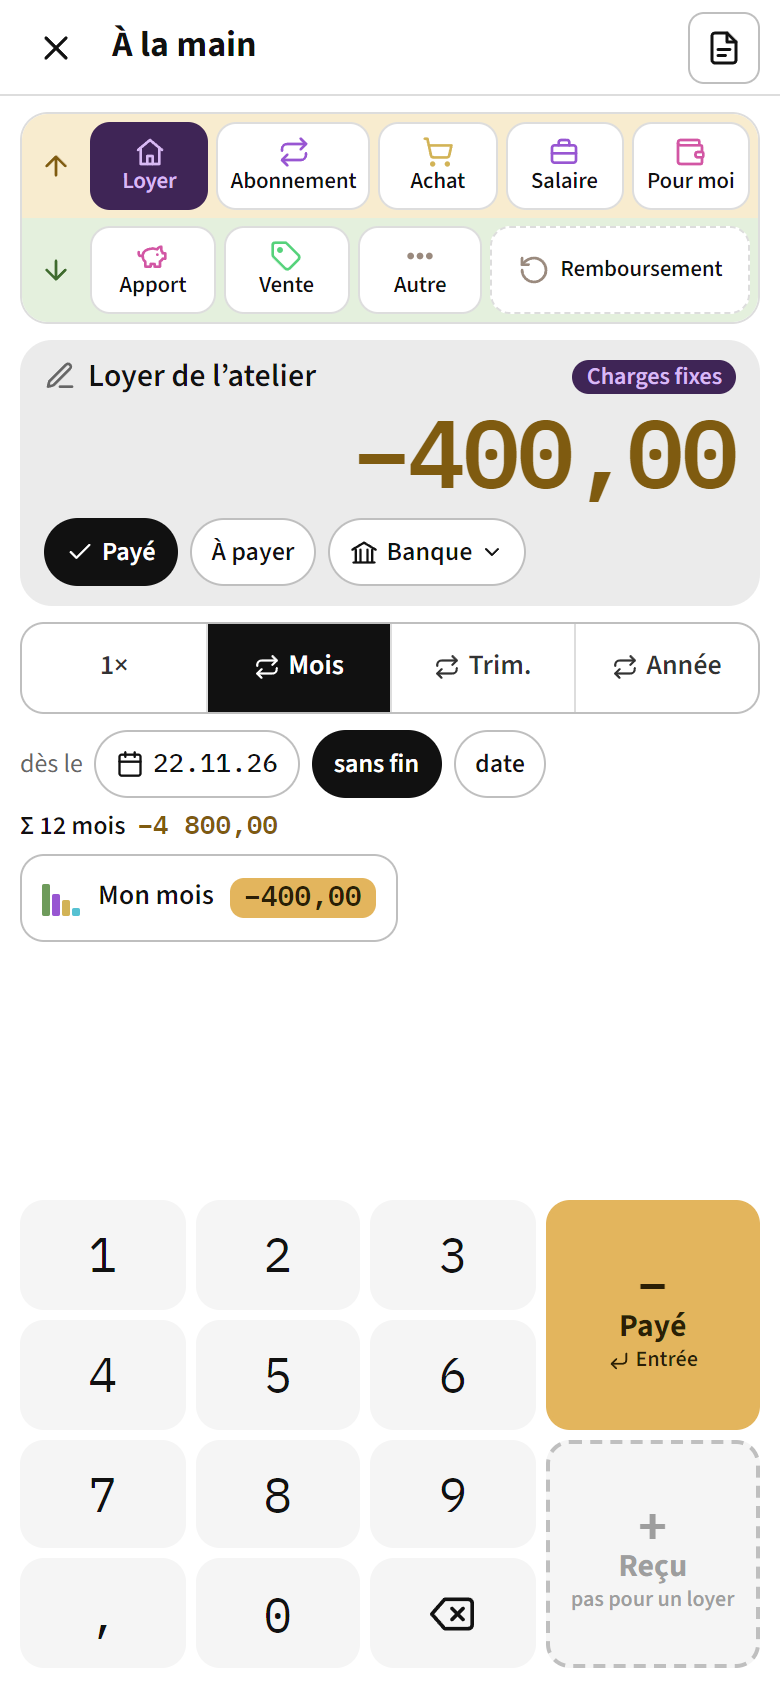 À la main
Loyer
Abonnement
Achat
Salaire
Pour moi
Apport
Vente
Autre
Remboursement
Loyer de l’atelier
Charges fixes
−400,00
Payé
À payer
Banque
1×
Mois
Trim.
Année
dès le
22.11.26
sans fin
date
Σ 12 mois −4 800,00
Mon mois −400,00
1
2
3
−
Payé
Entrée
4
5
6
7
8
9
+
Reçu
pas pour un loyer
,
0